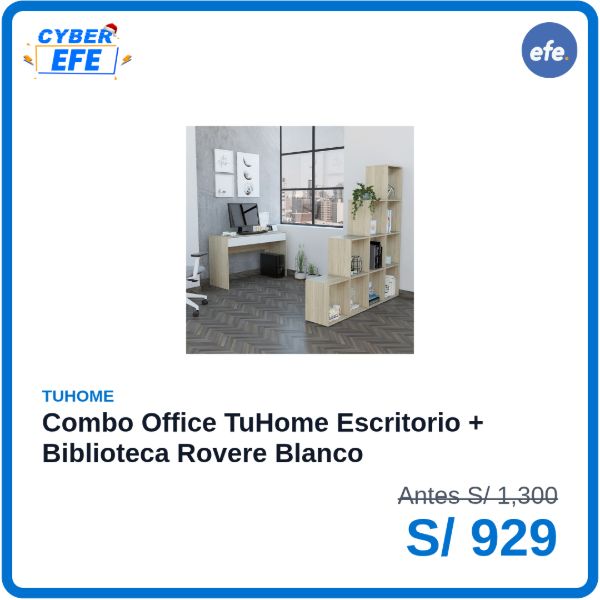 CYBER
EFE
efe.
TUHOME
Combo Office TuHome Escritorio +
Biblioteca Rovere Blanco
Antes S/ 1,300
S/ 929